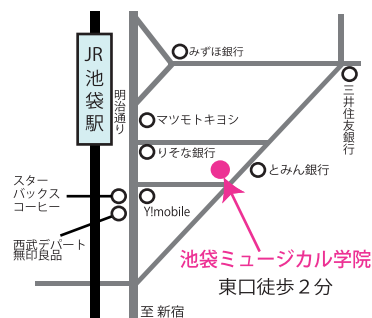 JR池袋駅
明治通り
みずほ銀行
三井住友銀行
マツモトキヨシ
りそな銀行
とみん銀行
スター
バックス
コーヒー
Y!mobile
西武デパート
無印良品
池袋ミュージカル学院
東口徒歩2分
至 新宿